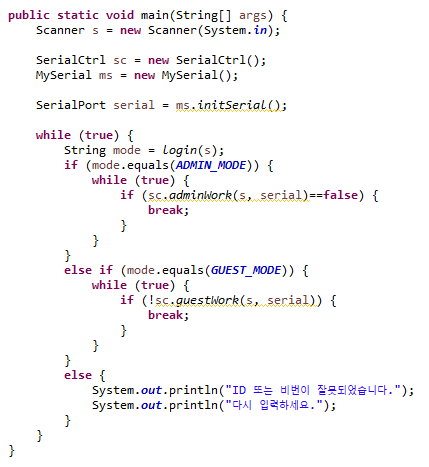 public static void main(String[] args) {
    Scanner s = new Scanner(System.in);

    SerialCtrl sc = new SerialCtrl();
    MySerial ms = new MySerial();

    SerialPort serial = ms.initSerial();

    while (true) {
        String mode = login(s);
        if (mode.equals(ADMIN_MODE)) {
            while (true) {
                if (sc.adminWork(s, serial)==false) {
                    break;
                }
            }
        }
        else if (mode.equals(GUEST_MODE)) {
            while (true) {
                if (!sc.guestWork(s, serial)) {
                    break;
                }
            }
        }
        else {
            System.out.println("ID 또는 비번이 잘못되었습니다.");
            System.out.println("다시 입력하세요.");
        }
    }
}